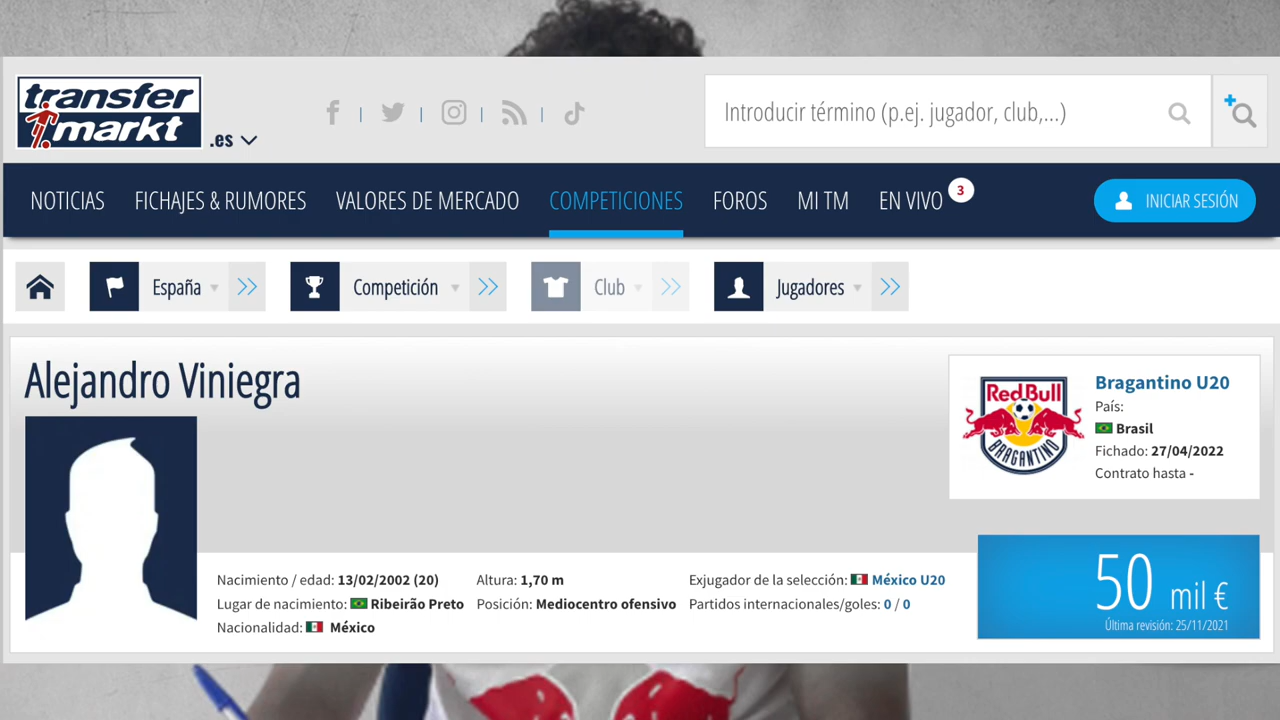 transfer
markt
.es
Introducir término (p.ej. jugador, club,...)
NOTICIAS
FICHAJES & RUMORES
VALORES DE MERCADO
COMPETICIONES
FOROS
MI TM
EN VIVO
3
INICIAR SESIÓN
España
Competición
Club
Jugadores
Alejandro Viniegra
Red Bull
BRAGANTINO
Bragantino U20
País:
Brasil
Fichado: 27/04/2022
Contrato hasta -
Nacimiento / edad: 13/02/2002 (20)
Lugar de nacimiento: Ribeirão Preto
Nacionalidad: México
Altura: 1,70 m
Posición: Mediocentro ofensivo
Exjugador de la selección: México U20
Partidos internacionales/goles: 0 / 0
50 mil €
Última revisión: 25/11/2021